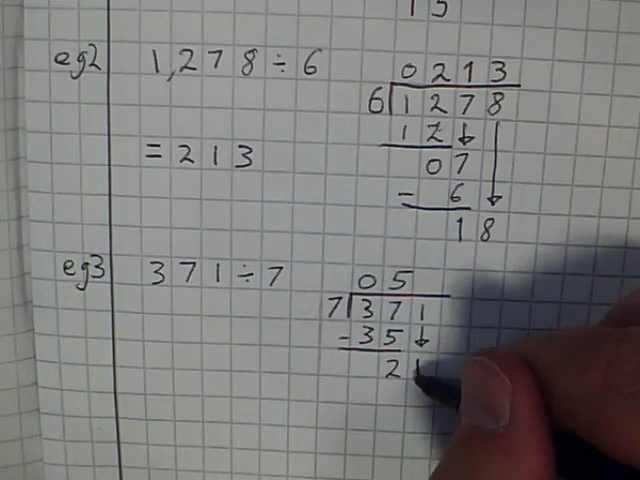 15
eg2 1,278 ÷ 6 0213
6 1278
12
= 213 07
- 6
18
eg3 371 ÷ 7 05
7 371
- 35
21